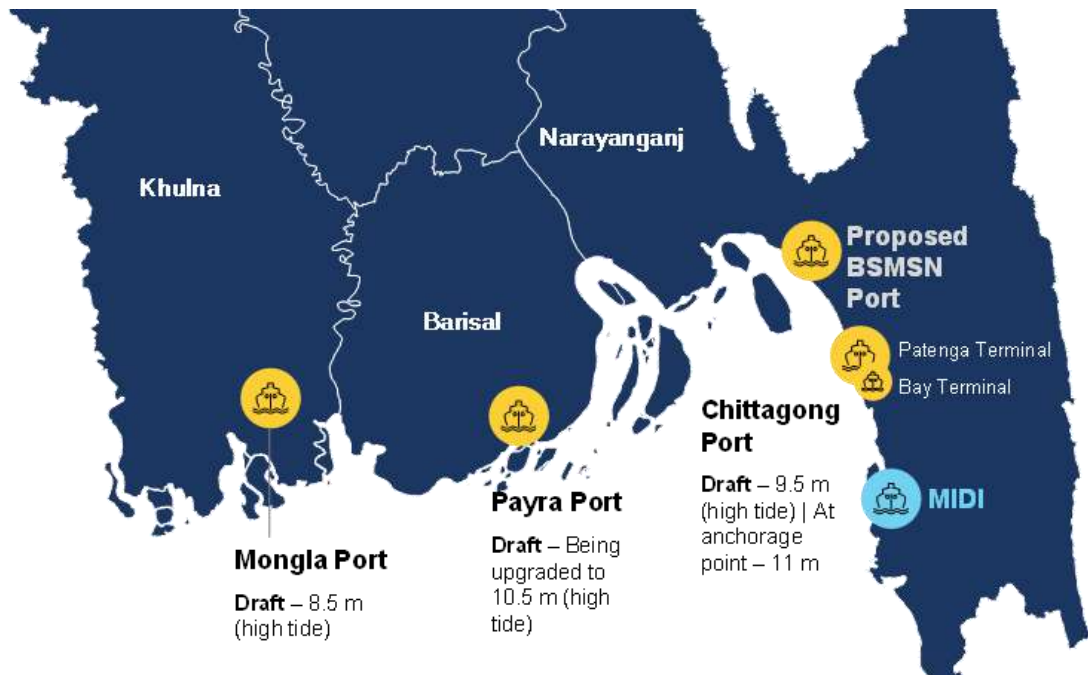 Narayanganj
Khulna
Proposed
BSMSN
Port
Barisal
Patenga Terminal
Bay Terminal
Chittagong
Port
Draft – 9.5 m
(high tide) | At
anchorage
point – 11 m
MIDI
Payra Port
Draft – Being
upgraded to
10.5 m (high
tide)
Mongla Port
Draft – 8.5 m
(high tide)